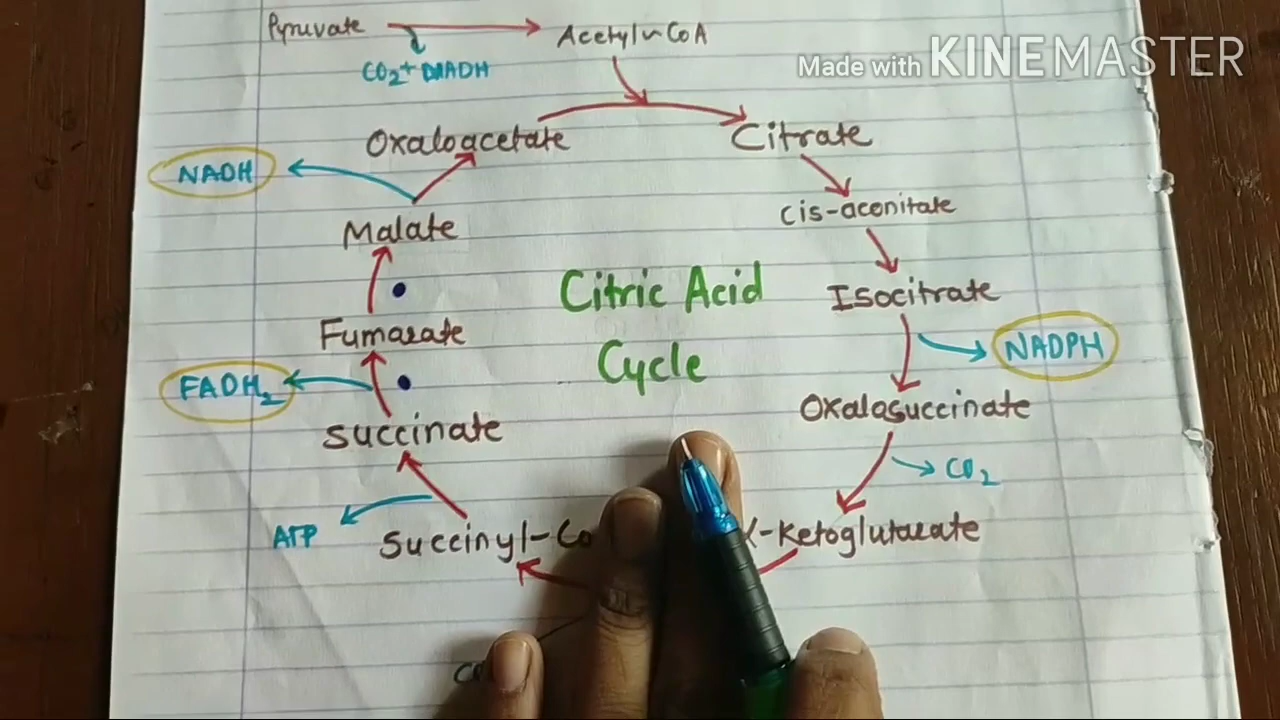 Pyruvate
Acetyl~CoA
Made with KINEMASTER
CO2+
Oxaloacetate
Citrate
NADH
Cis-aconitate
Malate
Citric Acid
Isocitrate
Fumarate
NADPH
Cycle
FADH2
Oxalosuccinate
Succinate
CO2
ATP
Succinyl-Co
α-Ketoglutarate